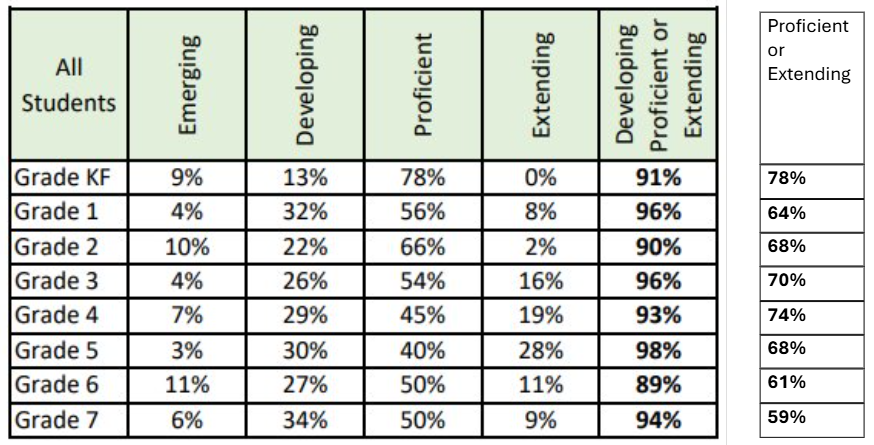 All Students Emerging Developing Proficient Extending Developing Proficient or Extending Proficient or Extending
Grade KF 9% 13% 78% 0% 91% 78%
Grade 1 4% 32% 56% 8% 96% 64%
Grade 2 10% 22% 66% 2% 90% 68%
Grade 3 4% 26% 54% 16% 96% 70%
Grade 4 7% 29% 45% 19% 93% 74%
Grade 5 3% 30% 40% 28% 98% 68%
Grade 6 11% 27% 50% 11% 89% 61%
Grade 7 6% 34% 50% 9% 94% 59%